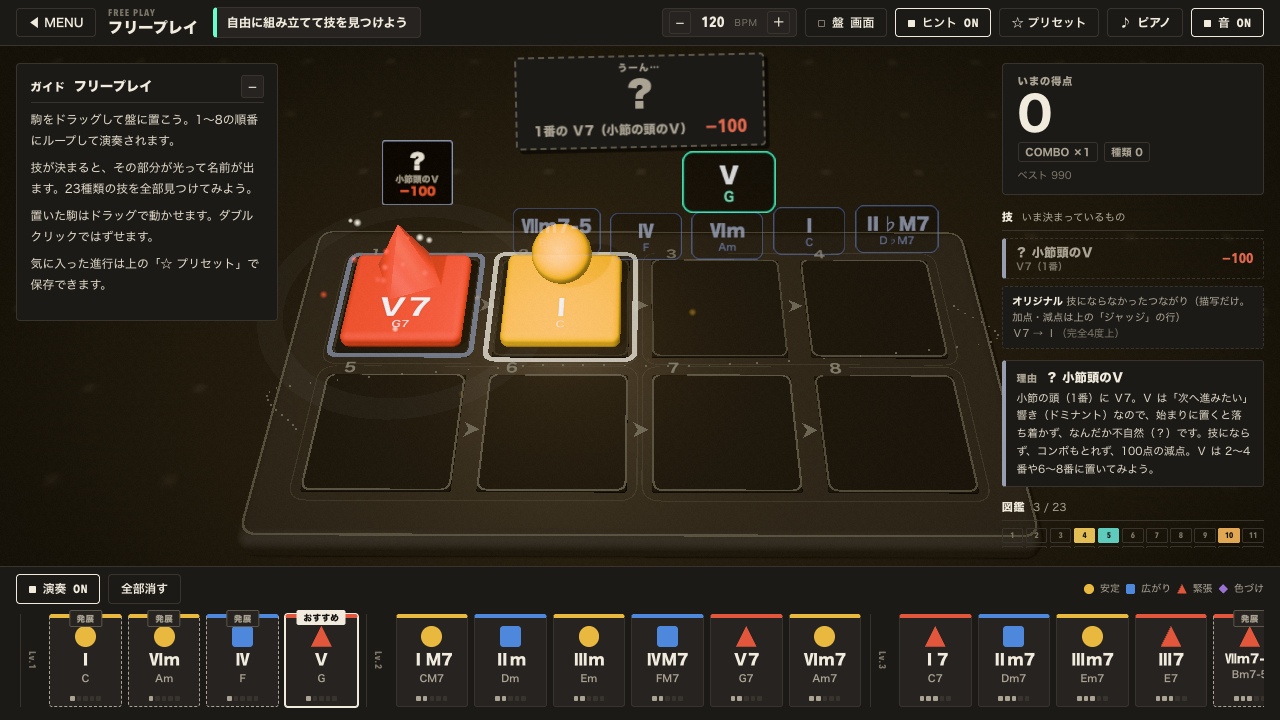 ◀ MENU
FREE PLAY
フリープレイ
自由に組み立てて技を見つけよう
− 120 BPM +
盤 画面
ヒント ON
☆ プリセット
♪ ピアノ
音 ON
ガイド フリープレイ
−
駒をドラッグして盤に置こう。1〜8の順番
にループして演奏されます。
技が決まると、その部分が光って名前が出
ます。23種類の技を全部見つけてみよう。
置いた駒はドラッグで動かせます。ダブル
クリックではずせます。
気に入った進行は上の「☆ プリセット」で
保存できます。
うーん…
?
1番の V7（小節の頭のV） −100
?
小節頭のV
−100
V
G
Ⅶm7-5
Ⅳ
F
Ⅵm
Am
I
C
Ⅱ♭M7
D♭M7
3
4
V7
G7
I
C
5
6
7
8
いまの得点
0
COMBO ×1
種類 0
ベスト 990
技 いま決まっているもの
? 小節頭のV
V7（1番）
−100
オリジナル 技にならなかったつながり（描写だけ。
加点・減点は上の「ジャッジ」の行）
V7 → I（完全4度上）
理由 ? 小節頭のV
小節の頭（1番）に V7。V は「次へ進みたい」
響き（ドミナント）なので、始まりに置くと落
ち着かず、なんだか不自然（?）です。技になら
ず、コンボもとれず、100点の減点。V は 2〜4
番や6〜8番に置いてみよう。
図鑑 3 / 23
1 2 3 4 5 6 7 8 9 10 11
演奏 ON
全部消す
安定 広がり 緊張 色づけ
Lv.1
発展
I
C
発展
Ⅵm
Am
発展
Ⅳ
F
おすすめ
V
G
Lv.2
I M7
CM7
Ⅱm
Dm
Ⅲm
Em
ⅣM7
FM7
V7
G7
Ⅵm7
Am7
Lv.3
I 7
C7
Ⅱm7
Dm7
Ⅲm7
Em7
Ⅲ7
E7
発展
Ⅶm7-
Bm7-5